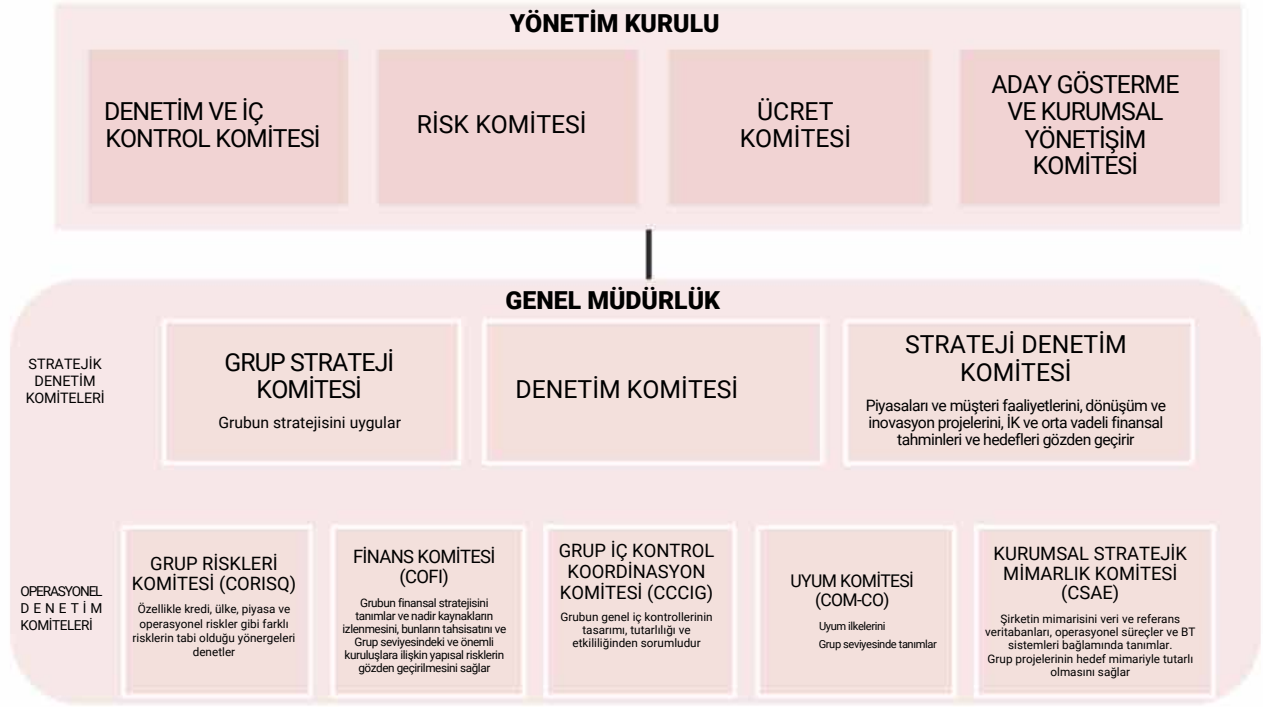 YÖNETİM KURULU
DENETİM VE İÇ
KONTROL KOMİTESİ
RİSK KOMİTESİ
ÜCRET
KOMİTESİ
ADAY GÖSTERME
VE KURUMSAL
YÖNETİŞİM
KOMİTESİ
GENEL MÜDÜRLÜK
STRATEJİK
DENETİM
KOMİTELERİ
GRUP STRATEJİ
KOMİTESİ
Grubun stratejisini uygular
DENETİM KOMİTESİ
STRATEJİ DENETİM
KOMİTESİ
Piyasaları ve müşteri faaliyetlerini, dönüşüm ve
inovasyon projelerini, İK ve orta vadeli finansal
tahminleri ve hedefleri gözden geçirir
OPERASYONEL
DENETİM
KOMİTELERİ
GRUP RİSKLERİ
KOMİTESİ (CORISQ)
Özellikle kredi, ülke, piyasa ve
operasyonel riskler gibi farklı
risklerin tabi olduğu yönergeleri
denetler
FİNANS KOMİTESİ
(COFI)
Grubun finansal stratejisini
tanımlar ve nadir kaynakların
izlenmesini, bunların tahsisatını ve
Grup seviyesindeki ve önemli
kuruluşlara ilişkin yapısal risklerin
gözden geçirilmesini sağlar
GRUP İÇ KONTROL
KOORDİNASYON
KOMİTESİ (CCCIG)
Grubun genel iç kontrollerinin
tasarımı, tutarlılığı ve
etkililiğinden sorumludur
UYUM KOMİTESİ
(COM-CO)
Uyum ilkelerini
Grup seviyesinde tanımlar
KURUMSAL STRATEJİK
MİMARLIK KOMİTESİ
(CSAE)
Şirketin mimarisini veri ve referans
veritabanları, operasyonel süreçler ve BT
sistemleri bağlamında tanımlar.
Grup projelerinin hedef mimariyle tutarlı
olmasını sağlar